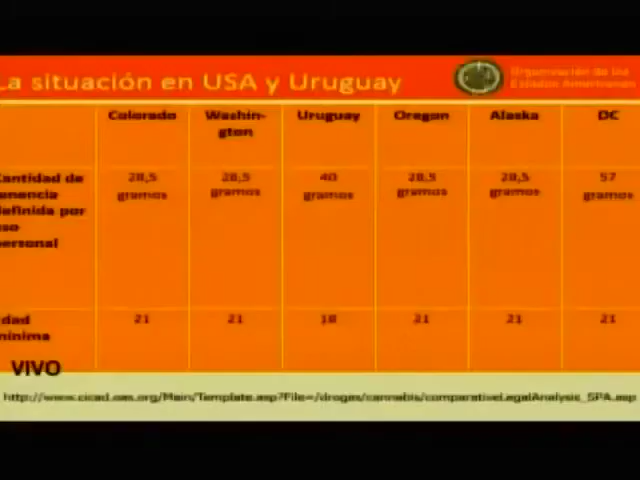 La situación en USA y Uruguay
Organización de los
Estados Americanos
Colorado Washin- Uruguay Oregon Alaska DC
gton
Cantidad de 28,5 28,5 40 28,5 28,5 57
tenencia gramos gramos gramos gramos gramos gramos
definida por
uso
personal
Edad 21 21 18 21 21 21
mínima
VIVO
http://www.cicad.oas.org/Main/Template.asp?File=/drogas/cannabis/comparativeLegalAnalysis_SPA.asp